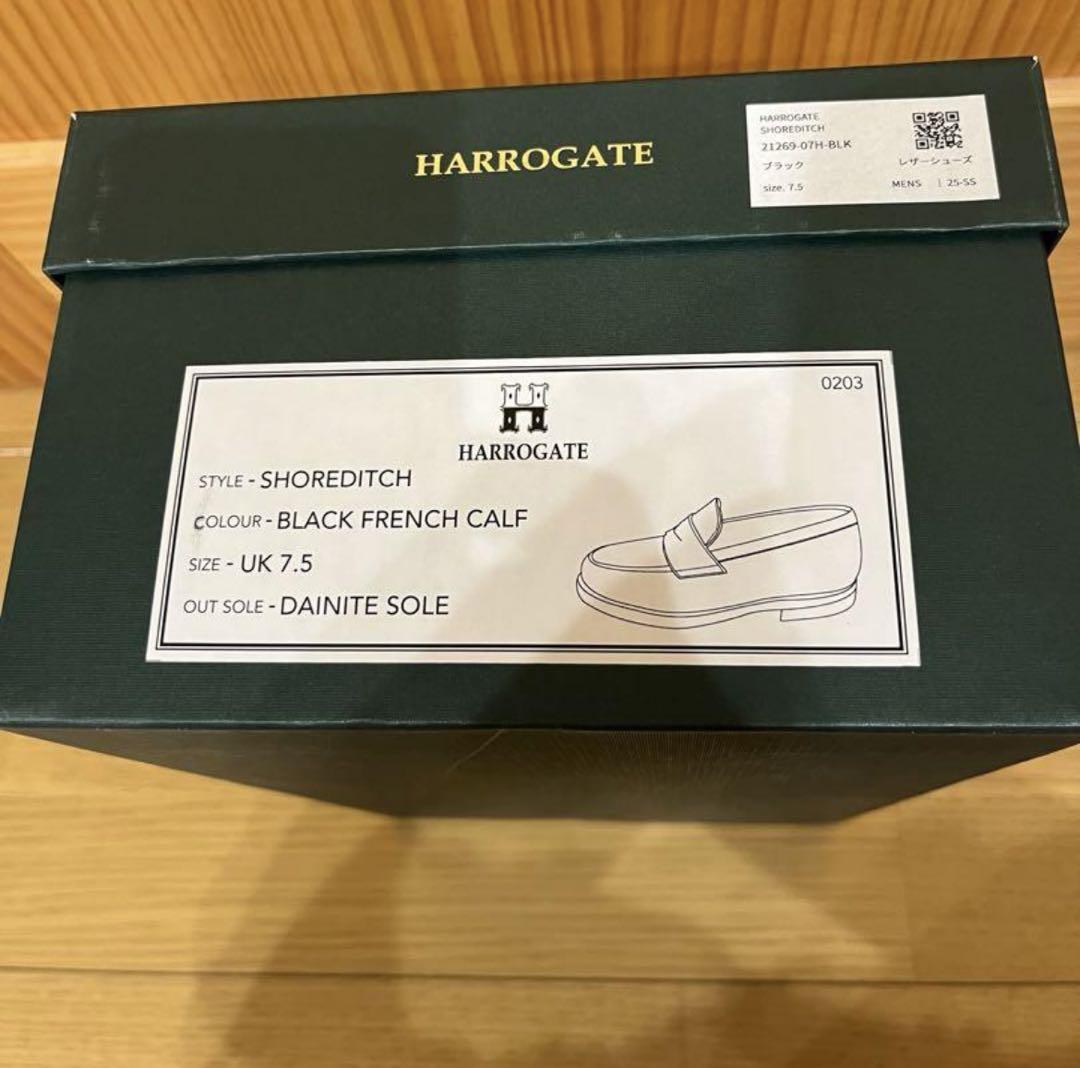 HARROGATE
HARROGATE
SHOREDITCH
21269-07H-BLK
ブラック
レザーシューズ
size. 7.5
MENS | 25-SS
0203
HARROGATE
STYLE - SHOREDITCH
COLOUR - BLACK FRENCH CALF
SIZE - UK 7.5
OUT SOLE - DAINITE SOLE